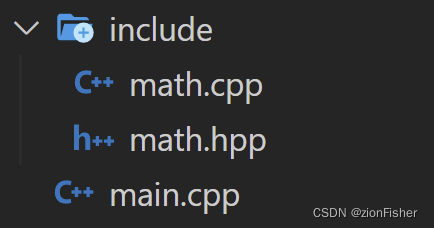 include
C++ math.cpp
h++ math.hpp
C++ main.cpp
CSDN @zionFisher